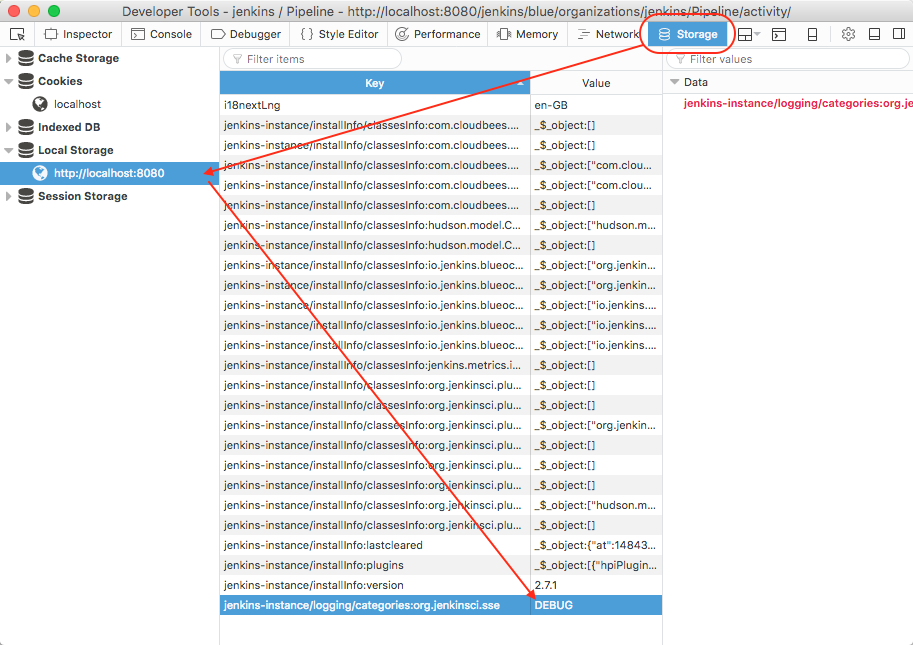 Developer Tools - jenkins / Pipeline - http://localhost:8080/jenkins/blue/organizations/jenkins/Pipeline/activity/
Inspector Console Debugger { } Style Editor Performance Memory Network Storage
Filter items
Filter values
Cache Storage
Cookies
localhost
Indexed DB
Local Storage
http://localhost:8080
Session Storage
Key Value
i18nextLng en-GB
jenkins-instance/installInfo/classesInfo:com.cloudbees.... _$_object:[]
jenkins-instance/installInfo/classesInfo:com.cloudbees.... _$_object:[]
jenkins-instance/installInfo/classesInfo:com.cloudbees.... _$_object:["com.clou...
jenkins-instance/installInfo/classesInfo:com.cloudbees.... _$_object:["com.clou...
jenkins-instance/installInfo/classesInfo:com.cloudbees.... _$_object:[]
jenkins-instance/installInfo/classesInfo:hudson.model.C... _$_object:["hudson.m...
jenkins-instance/installInfo/classesInfo:hudson.model.C... _$_object:[]
jenkins-instance/installInfo/classesInfo:io.jenkins.blueoc... _$_object:["org.jenkin...
jenkins-instance/installInfo/classesInfo:io.jenkins.blueoc... _$_object:["org.jenkin...
jenkins-instance/installInfo/classesInfo:io.jenkins.blueoc... _$_object:["io.jenkins....
jenkins-instance/installInfo/classesInfo:io.jenkins.blueoc... _$_object:["io.jenkins....
jenkins-instance/installInfo/classesInfo:io.jenkins.blueoc... _$_object:["io.jenkins....
jenkins-instance/installInfo/classesInfo:jenkins.metrics.i... _$_object:[]
jenkins-instance/installInfo/classesInfo:org.jenkinsci.plu... _$_object:[]
jenkins-instance/installInfo/classesInfo:org.jenkinsci.plu... _$_object:[]
jenkins-instance/installInfo/classesInfo:org.jenkinsci.plu... _$_object:["org.jenkin...
jenkins-instance/installInfo/classesInfo:org.jenkinsci.plu... _$_object:[]
jenkins-instance/installInfo/classesInfo:org.jenkinsci.plu... _$_object:[]
jenkins-instance/installInfo/classesInfo:org.jenkinsci.plu... _$_object:[]
jenkins-instance/installInfo/classesInfo:org.jenkinsci.plu... _$_object:["hudson.m...
jenkins-instance/installInfo/classesInfo:org.jenkinsci.plu... _$_object:[]
jenkins-instance/installInfo:lastcleared _$_object:{"at":14843...
jenkins-instance/installInfo:plugins _$_object:[{"hpiPlugin...
jenkins-instance/installInfo:version 2.7.1
jenkins-instance/logging/categories:org.jenkinsci.sse DEBUG
Data
jenkins-instance/logging/categories:org.je